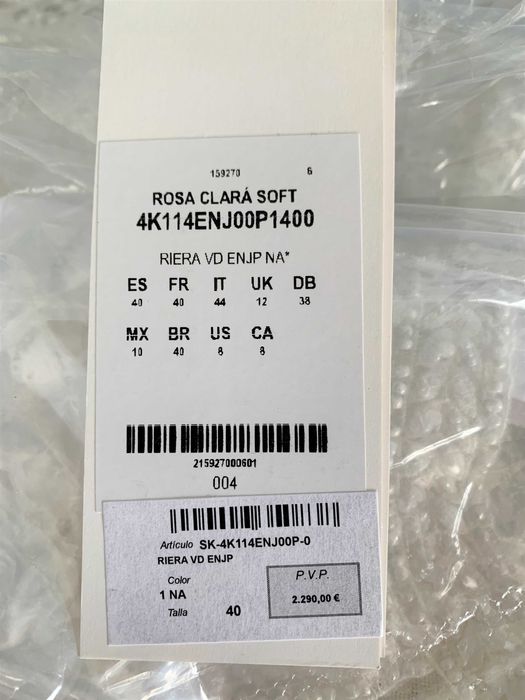 159270 6
ROSA CLARÁ SOFT
4K114ENJ00P1400
RIERA VD ENJP NA*
ES FR IT UK DB
40 40 44 12 38
MX BR US CA
10 40 8 8
215927000601
004
Artículo SK-4K114ENJ00P-0
RIERA VD ENJP
Color
1 NA
Talla 40
P.V.P.
2.290,00 €